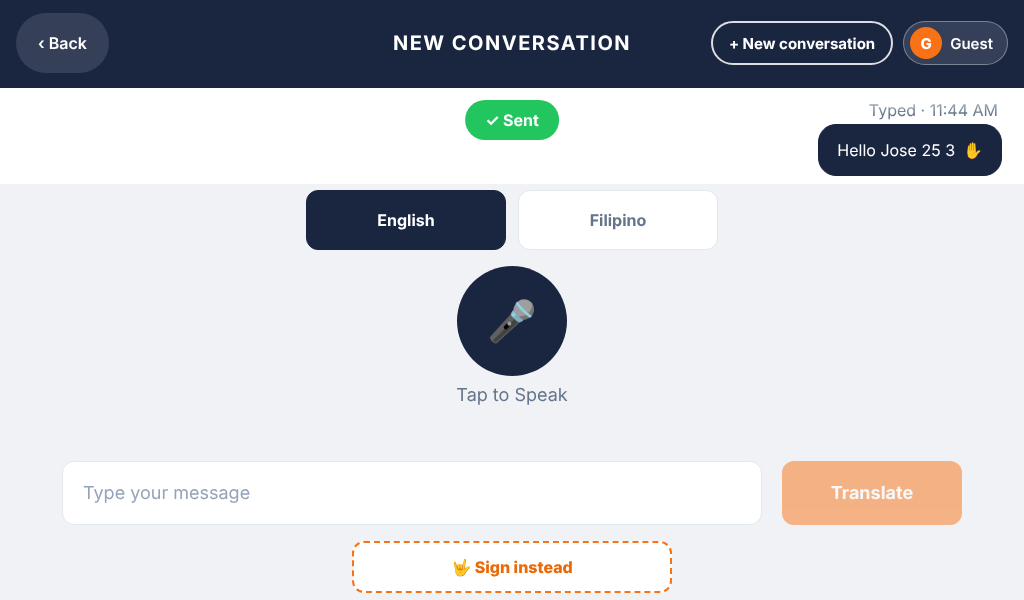 ‹ Back
NEW CONVERSATION
+ New conversation
G
Guest
✓ Sent
Typed · 11:44 AM
Hello Jose 25 3 ✋
English
Filipino
Tap to Speak
Type your message
Translate
🤟 Sign instead